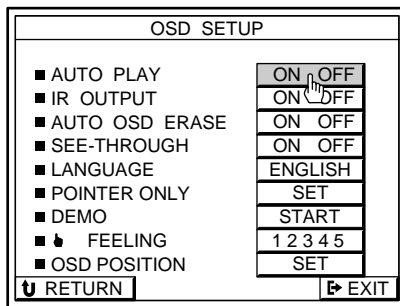 OSD SETUP
AUTO PLAY ON OFF
IR OUTPUT ON OFF
AUTO OSD ERASE ON OFF
SEE-THROUGH ON OFF
LANGUAGE ENGLISH
POINTER ONLY SET
DEMO START
FEELING 1 2 3 4 5
OSD POSITION SET
RETURN EXIT